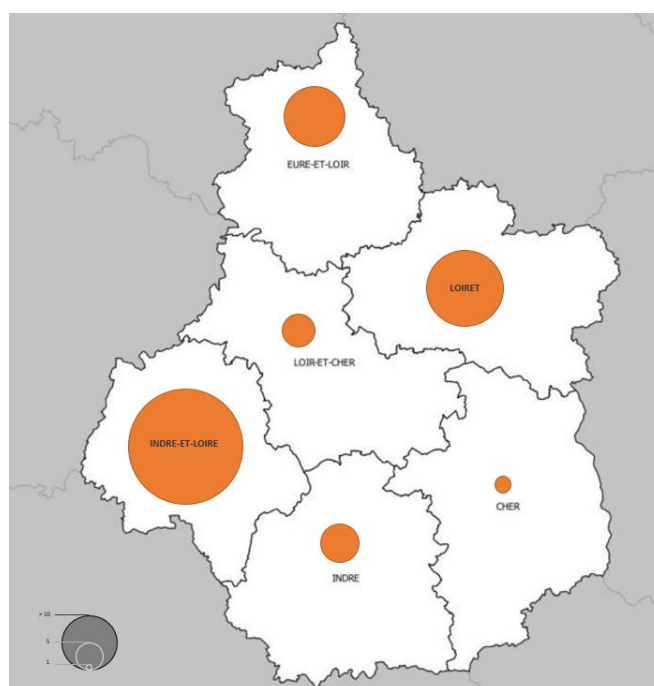 EURE-ET-LOIR
LOIRET
LOIR-ET-CHER
INDRE-ET-LOIRE
CHER
INDRE
>10
5
1